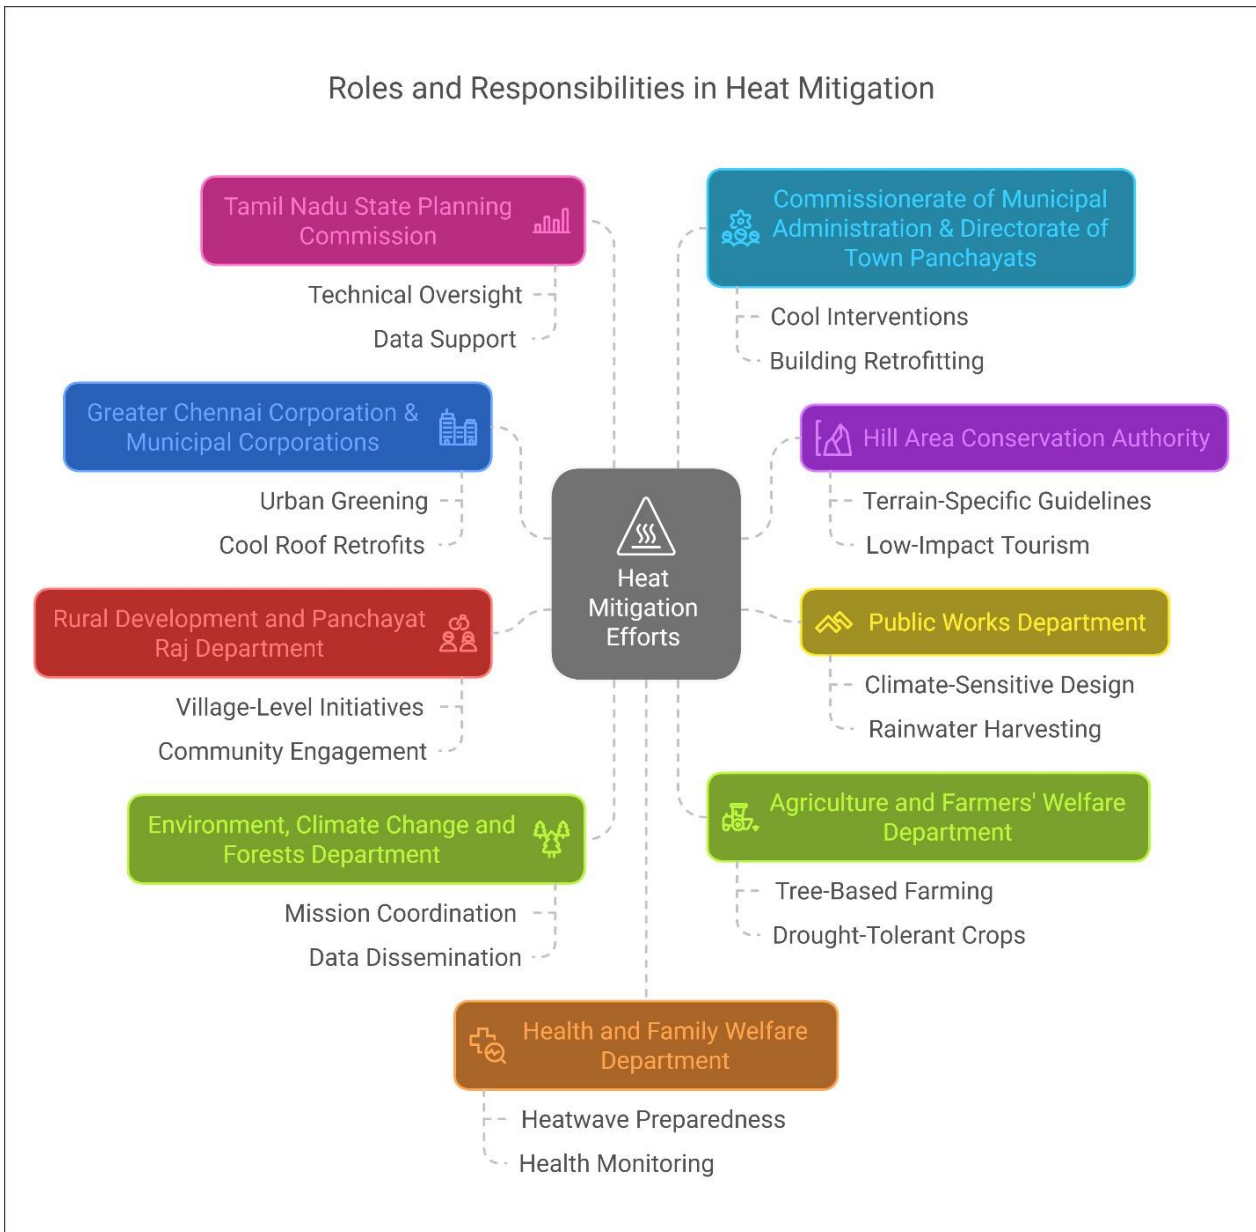 Roles and Responsibilities in Heat Mitigation
Tamil Nadu State Planning
Commission
Technical Oversight
Data Support
Commissionerate of Municipal
Administration & Directorate of
Town Panchayats
Cool Interventions
Building Retrofitting
Greater Chennai Corporation &
Municipal Corporations
Urban Greening
Cool Roof Retrofits
Hill Area Conservation Authority
Terrain-Specific Guidelines
Low-Impact Tourism
Heat
Mitigation
Efforts
Rural Development and Panchayat
Raj Department
Village-Level Initiatives
Community Engagement
Public Works Department
Climate-Sensitive Design
Rainwater Harvesting
Environment, Climate Change and
Forests Department
Mission Coordination
Data Dissemination
Agriculture and Farmers' Welfare
Department
Tree-Based Farming
Drought-Tolerant Crops
Health and Family Welfare
Department
Heatwave Preparedness
Health Monitoring